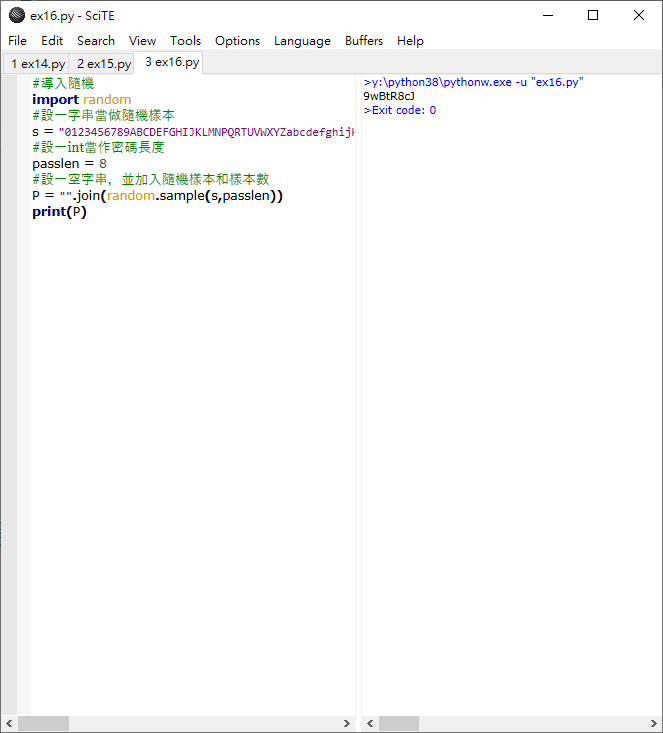 ex16.py - SciTE
File Edit Search View Tools Options Language Buffers Help
1 ex14.py 2 ex15.py 3 ex16.py
#導入隨機
import random
#設一字串當做隨機樣本
s = "0123456789ABCDEFGHIJKLMNPQRTUVWXYZabcdefghijk
#設一int當作密碼長度
passlen = 8
#設一空字串，並加入隨機樣本和樣本數
P = "".join(random.sample(s,passlen))
print(P)
>y:\python38\pythonw.exe -u "ex16.py"
9wBtR8cJ
>Exit code: 0